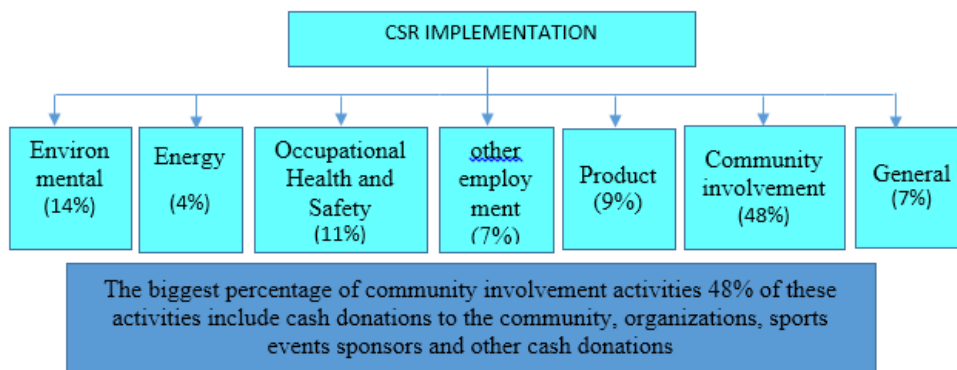 CSR IMPLEMENTATION
Environ
mental
(14%)
Energy
(4%)
Occupational
Health and
Safety
(11%)
other
employ
ment
(7%)
Product
(9%)
Community
involvement
(48%)
General
(7%)
The biggest percentage of community involvement activities 48% of these
activities include cash donations to the community, organizations, sports
events sponsors and other cash donations